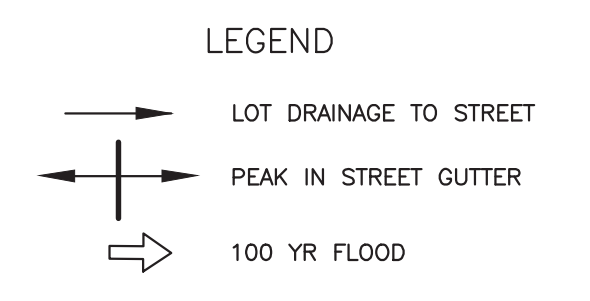 LEGEND
LOT DRAINAGE TO STREET
PEAK IN STREET GUTTER
100 YR FLOOD